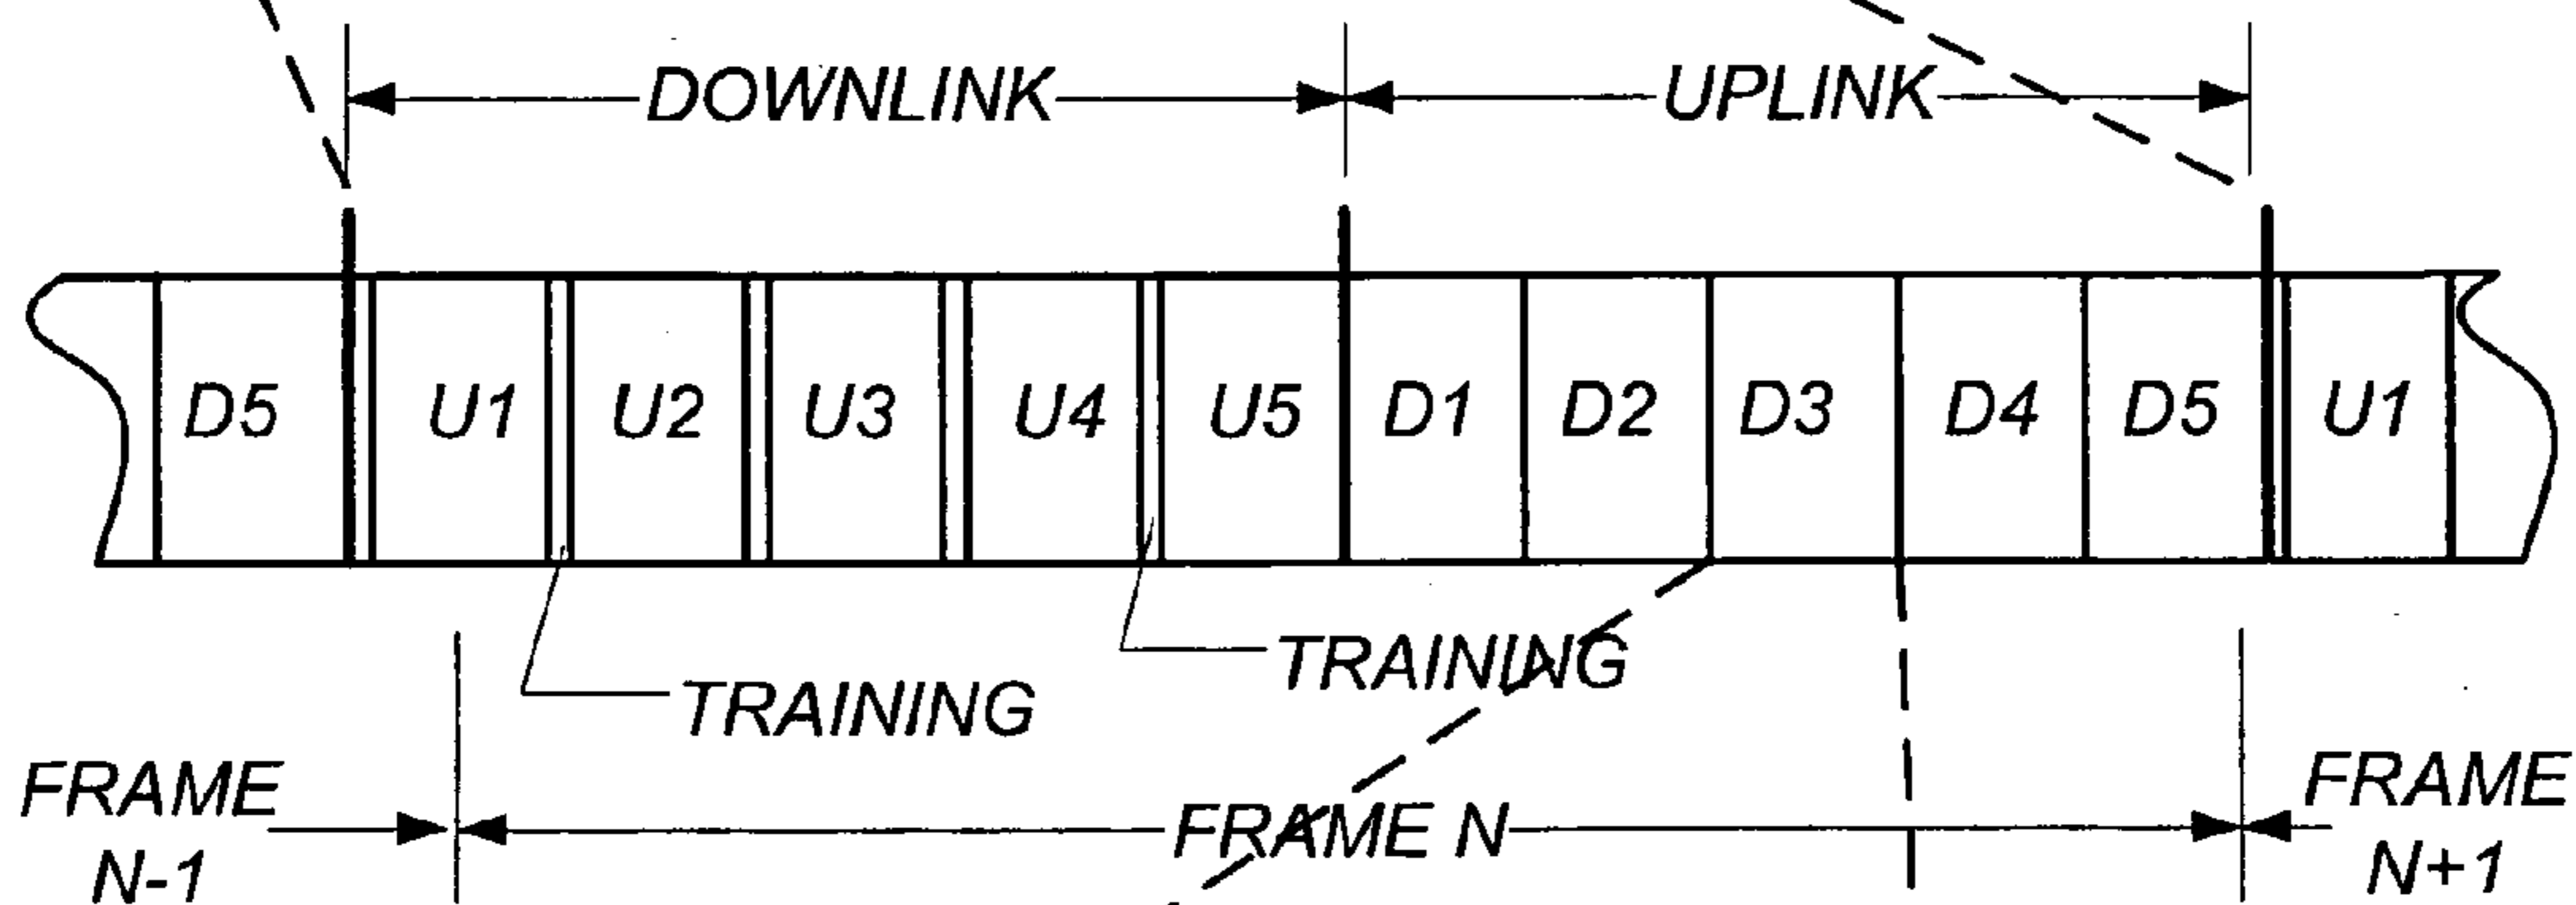 DOWNLINK UPLINK
D5 U1 U2 U3 U4 U5 D1 D2 D3 D4 D5 U1
TRAINING
TRAINING
FRAME N-1
FRAME N
FRAME N+1